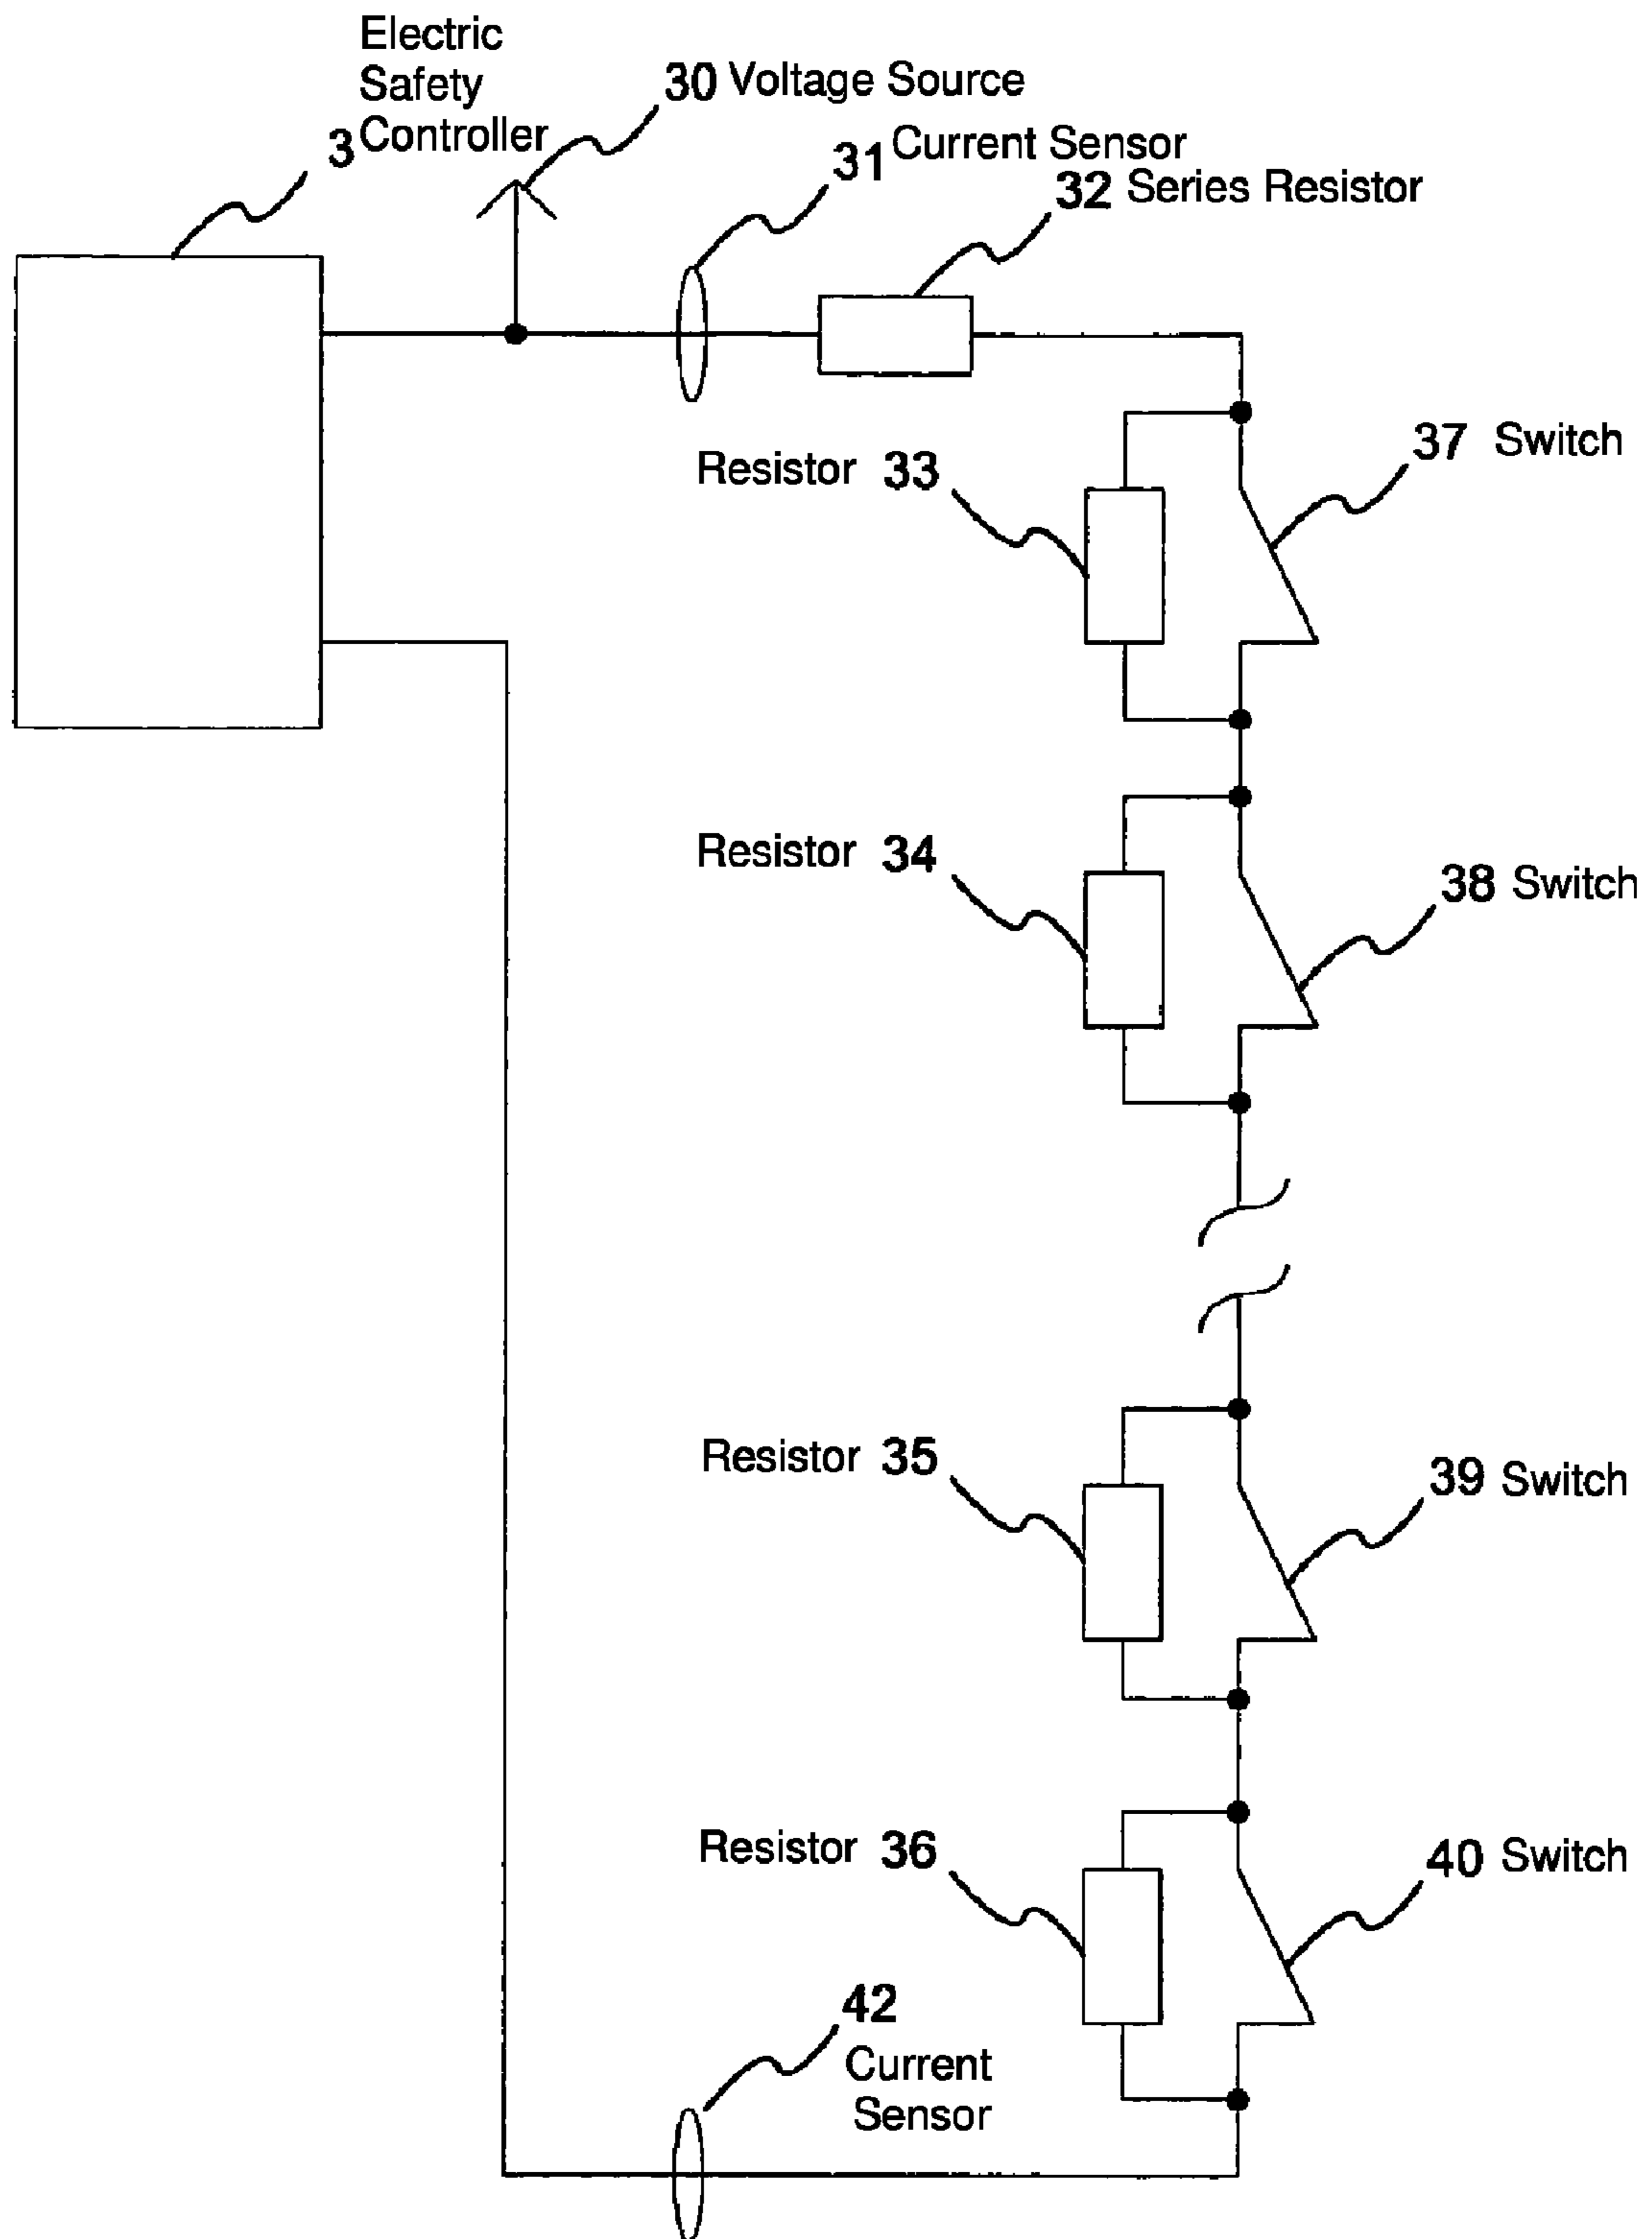 Electric
Safety
3 Controller
30 Voltage Source
31 Current Sensor
32 Series Resistor
Resistor 33
37 Switch
Resistor 34
38 Switch
Resistor 35
39 Switch
Resistor 36
40 Switch
42
Current
Sensor